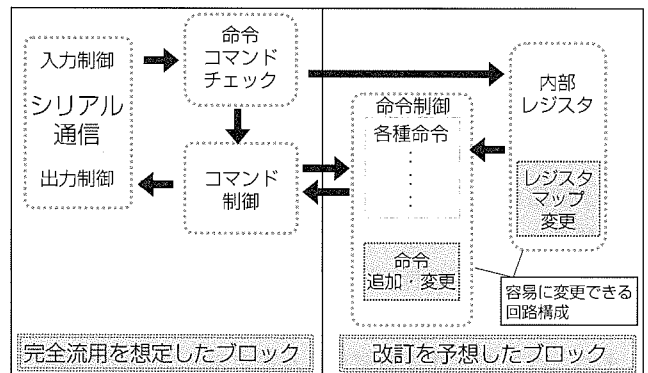 入力制御
シリアル
通信
出力制御
命令
コマンド
チェック
コマンド
制御
命令制御
各種命令
命令
追加・変更
内部
レジスタ
レジスタ
マップ
変更
容易に変更できる
回路構成
完全流用を想定したブロック
改訂を予想したブロック